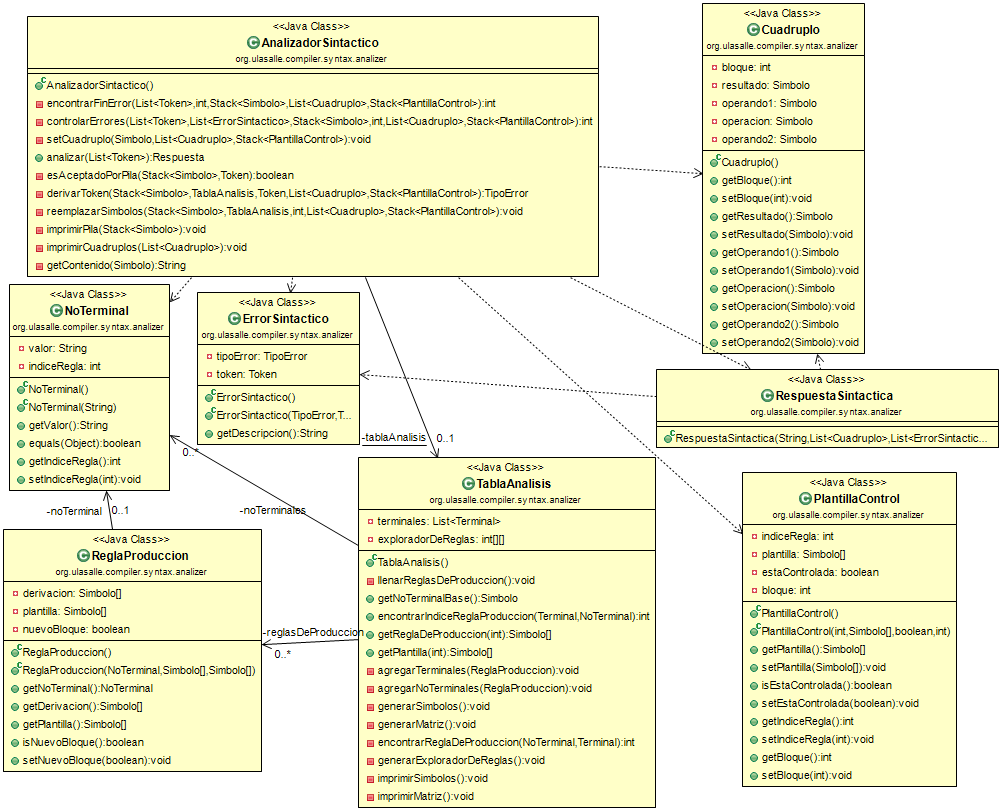 <<Java Class>>
AnalizadorSintactico
org.ulasalle.compiler.syntax.analizer
AnalizadorSintactico()
encontrarFinError(List<Token>,int,Stack<Simbolo>,List<Cuadruplo>,Stack<PlantillaControl>):int
controlarErrores(List<Token>,List<ErrorSintactico>,Stack<Simbolo>,int,List<Cuadruplo>,Stack<PlantillaControl>):int
setCuadruplo(Simbolo,List<Cuadruplo>,Stack<PlantillaControl>):void
analizar(List<Token>):Respuesta
esAceptadoPorPila(Stack<Simbolo>,Token):boolean
derivarToken(Stack<Simbolo>,TablaAnalisis,Token,List<Cuadruplo>,Stack<PlantillaControl>):TipoError
reemplazarSimbolos(Stack<Simbolo>,TablaAnalisis,int,List<Cuadruplo>,Stack<PlantillaControl>):void
imprimirPila(Stack<Simbolo>):void
imprimirCuadruplos(List<Cuadruplo>):void
getContenido(Simbolo):String
<<Java Class>>
Cuadruplo
org.ulasalle.compiler.syntax.analizer
bloque: int
resultado: Simbolo
operando1: Simbolo
operacion: Simbolo
operando2: Simbolo
Cuadruplo()
getBloque():int
setBloque(int):void
getResultado():Simbolo
setResultado(Simbolo):void
getOperando1():Simbolo
setOperando1(Simbolo):void
getOperacion():Simbolo
setOperacion(Simbolo):void
getOperando2():Simbolo
setOperando2(Simbolo):void
<<Java Class>>
NoTerminal
org.ulasalle.compiler.syntax.analizer
valor: String
indiceRegla: int
NoTerminal()
NoTerminal(String)
getValor():String
equals(Object):boolean
getIndiceRegla():int
setIndiceRegla(int):void
<<Java Class>>
ErrorSintactico
org.ulasalle.compiler.syntax.analizer
tipoError: TipoError
token: Token
ErrorSintactico()
ErrorSintactico(TipoError,T...
getDescripcion():String
<<Java Class>>
RespuestaSintactica
org.ulasalle.compiler.syntax.analizer
RespuestaSintactica(String,List<Cuadruplo>,List<ErrorSintactic...
-tablaAnalisis
0..1
0..*
-noTerminales
-noTerminal
0..1
-reglasDeProduccion
0..*
<<Java Class>>
TablaAnalisis
org.ulasalle.compiler.syntax.analizer
terminales: List<Terminal>
exploradorDeReglas: int[][]
TablaAnalisis()
llenarReglasDeProduccion():void
getNoTerminalBase():Simbolo
encontrarIndiceReglaProduccion(Terminal,NoTerminal):int
getReglaDeProduccion(int):Simbolo[]
getPlantilla(int):Simbolo[]
agregarTerminales(ReglaProduccion):void
agregarNoTerminales(ReglaProduccion):void
generarSimbolos():void
generarMatriz():void
encontrarReglaDeProduccion(NoTerminal,Terminal):int
generarExploradorDeReglas():void
imprimirSimbolos():void
imprimirMatriz():void
<<Java Class>>
PlantillaControl
org.ulasalle.compiler.syntax.analizer
indiceRegla: int
plantilla: Simbolo[]
estaControlada: boolean
bloque: int
PlantillaControl()
PlantillaControl(int,Simbolo[],boolean,int)
getPlantilla():Simbolo[]
setPlantilla(Simbolo[]):void
isEstaControlada():boolean
setEstaControlada(boolean):void
getIndiceRegla():int
setIndiceRegla(int):void
getBloque():int
setBloque(int):void
<<Java Class>>
ReglaProduccion
org.ulasalle.compiler.syntax.analizer
derivacion: Simbolo[]
plantilla: Simbolo[]
nuevoBloque: boolean
ReglaProduccion()
ReglaProduccion(NoTerminal,Simbolo[],Simbolo[])
getNoTerminal():NoTerminal
getDerivacion():Simbolo[]
getPlantilla():Simbolo[]
isNuevoBloque():boolean
setNuevoBloque(boolean):void